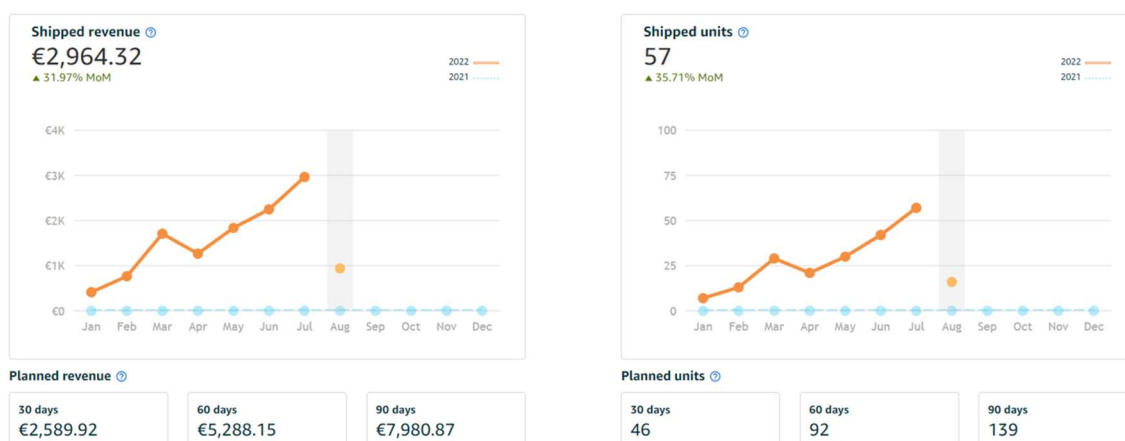 Shipped revenue
€2,964.32
▲ 31.97% MoM
2022
2021
€4K
€3K
€2K
€1K
€0
Jan Feb Mar Apr May Jun Jul Aug Sep Oct Nov Dec
Planned revenue
30 days
€2,589.92
60 days
€5,288.15
90 days
€7,980.87
Shipped units
57
▲ 35.71% MoM
2022
2021
100
75
50
25
0
Jan Feb Mar Apr May Jun Jul Aug Sep Oct Nov Dec
Planned units
30 days
46
60 days
92
90 days
139